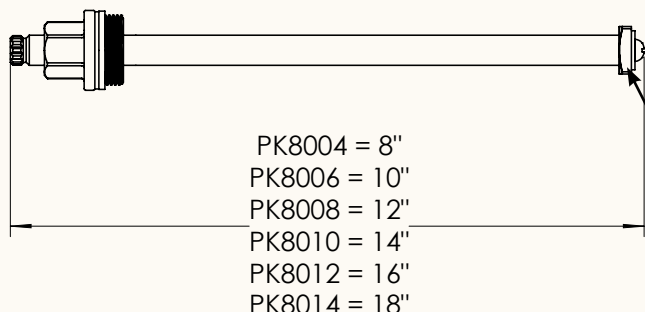 PK8004 = 8"
PK8006 = 10"
PK8008 = 12"
PK8010 = 14"
PK8012 = 16"
PK8014 = 18"